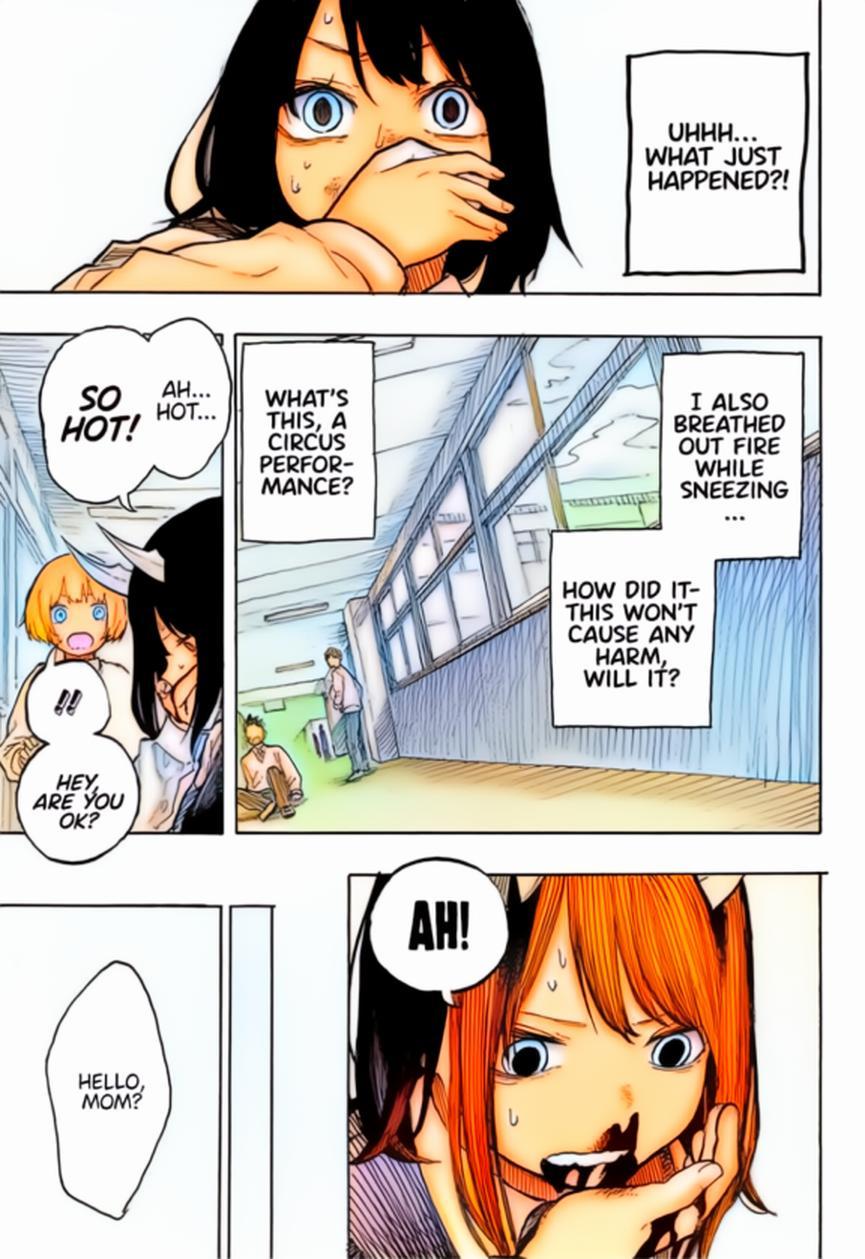 UHHH...
WHAT JUST
HAPPENED?!
I ALSO
BREATHED
OUT FIRE
WHILE
SNEEZING
...
HOW DID IT-
THIS WON'T
CAUSE ANY
HARM,
WILL IT?
WHAT'S
THIS, A
CIRCUS
PERFOR-
MANCE?
AH...
HOT...
SO
HOT!
!!
HEY,
ARE YOU
OK?
AH!
HELLO,
MOM?